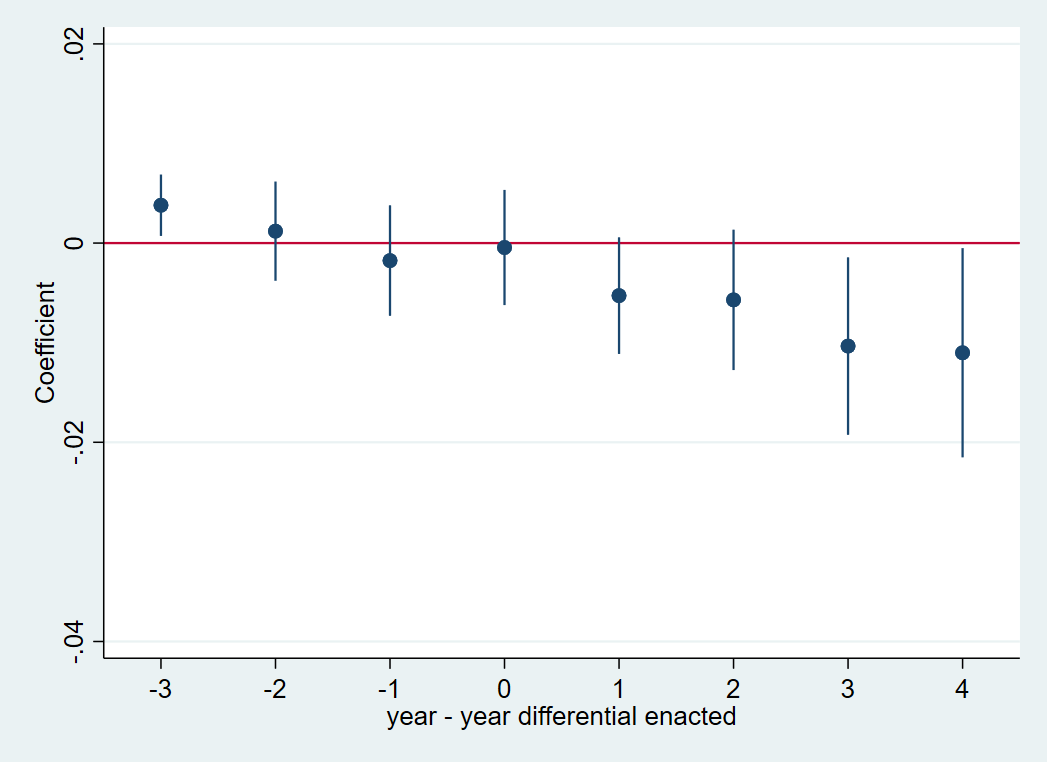 .02
0
-.02
-.04
Coefficient
-3 -2 -1 0 1 2 3 4
year - year differential enacted